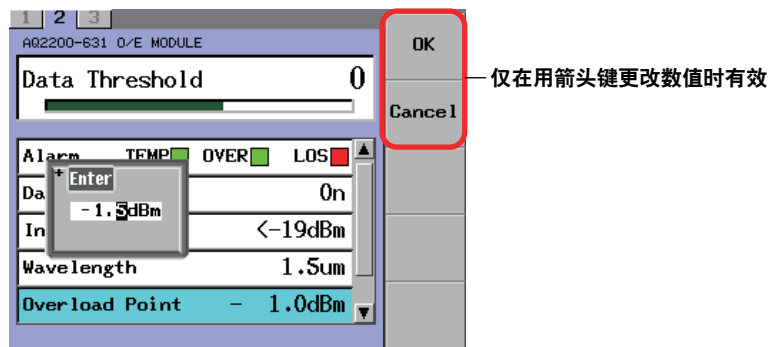 1 2 3
AQ2200-631 O/E MODULE
OK
Data Threshold 0
仅在用箭头键更改数值时有效
Cancel
Alarm TEMP OVER LOS
Enter
Da On
-1.5dBm
In <-19dBm
Wavelength 1.5um
Overload Point - 1.0dBm